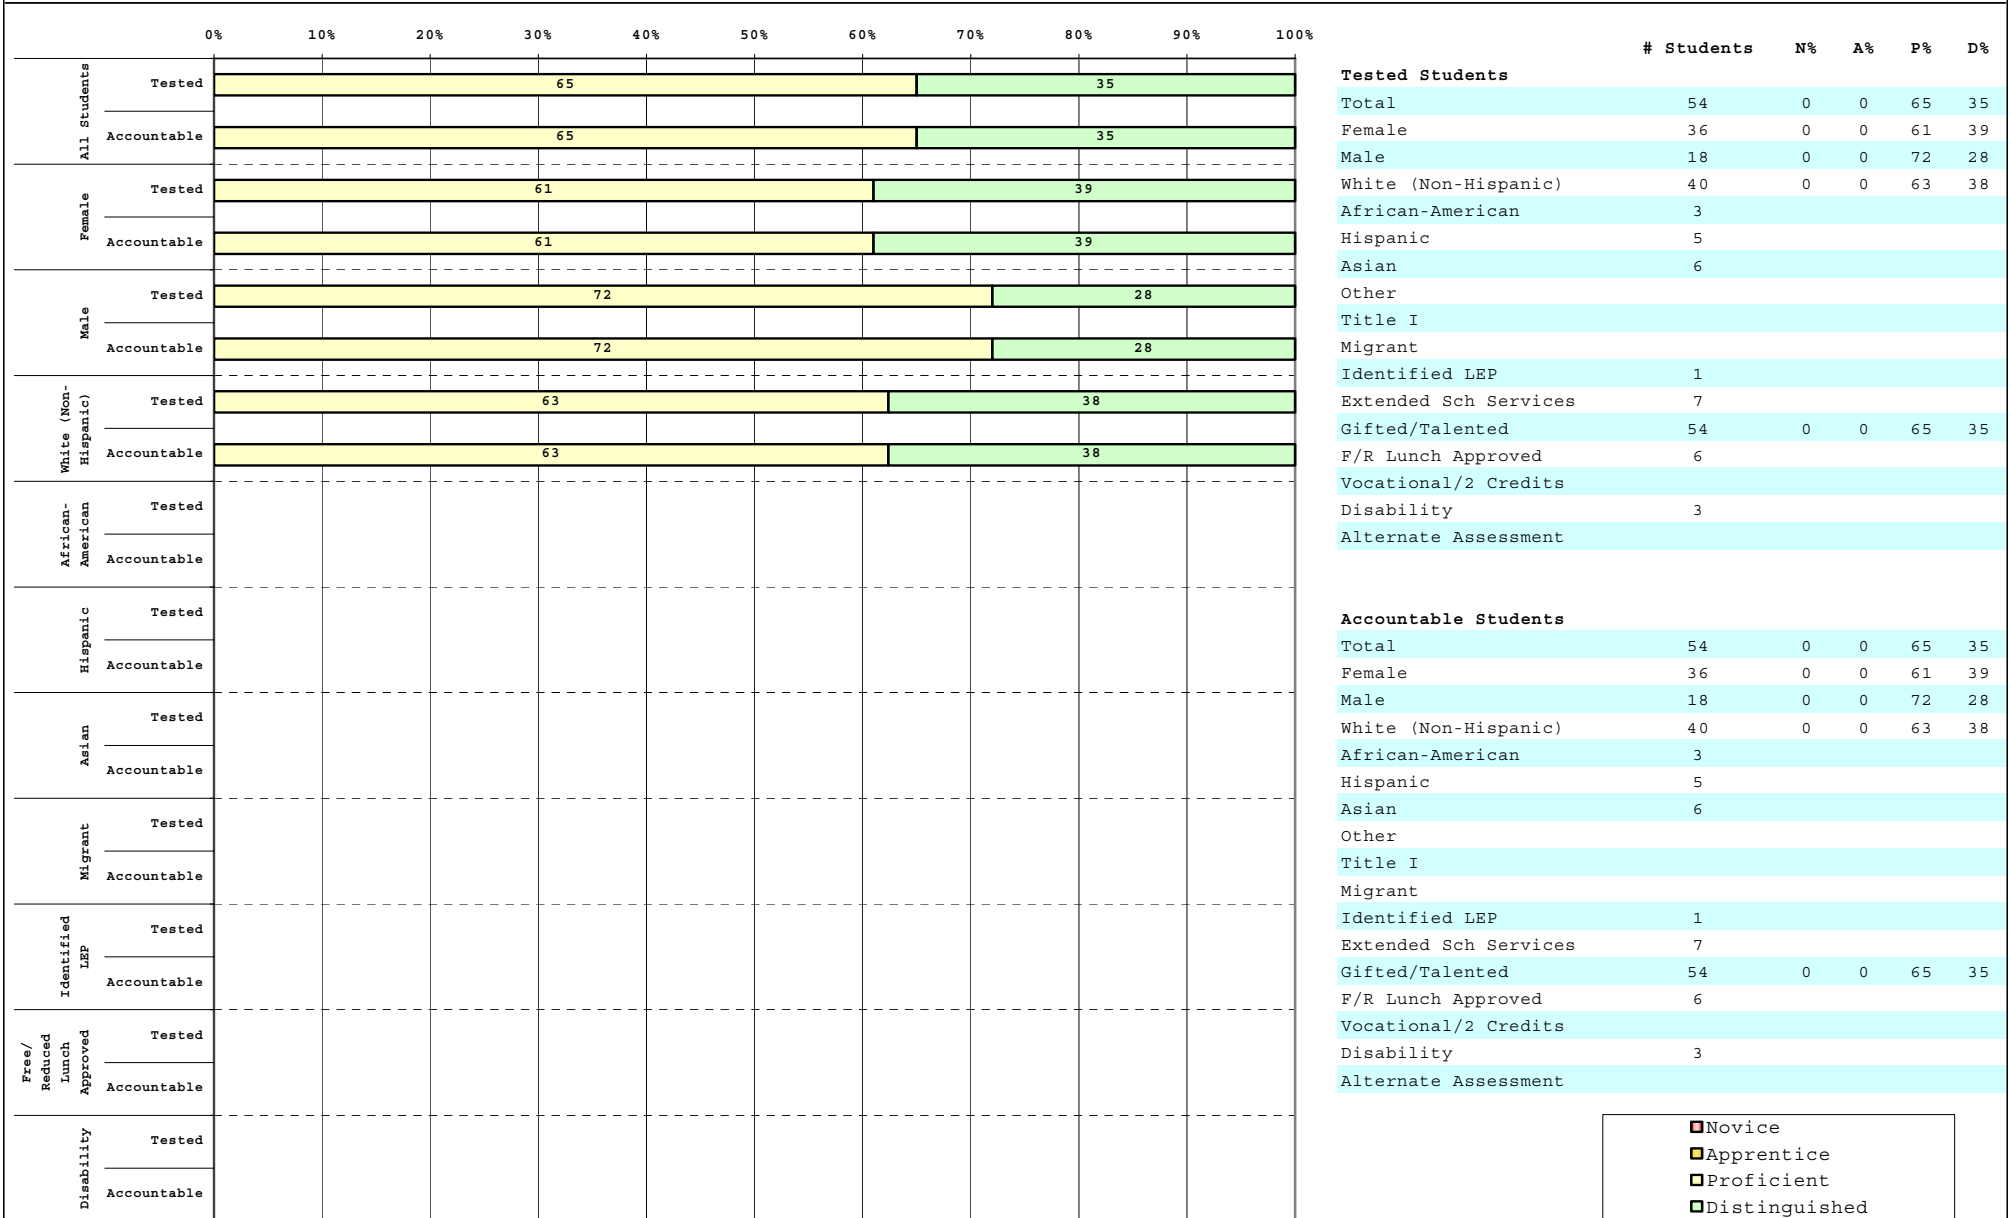 0% 10% 20% 30% 40% 50% 60% 70% 80% 90% 100%
All Students
Tested 65 35
Accountable 65 35
Female
Tested 61 39
Accountable 61 39
Male
Tested 72 28
Accountable 72 28
White (Non-
Hispanic)
Tested 63 38
Accountable 63 38
African-
American
Tested
Accountable
Hispanic
Tested
Accountable
Asian
Tested
Accountable
Migrant
Tested
Accountable
Identified
LEP
Tested
Accountable
Free/
Reduced
Lunch
Approved
Tested
Accountable
Disability
Tested
Accountable
# Students N% A% P% D%
Tested Students
Total 54 0 0 65 35
Female 36 0 0 61 39
Male 18 0 0 72 28
White (Non-Hispanic) 40 0 0 63 38
African-American 3
Hispanic 5
Asian 6
Other
Title I
Migrant
Identified LEP 1
Extended Sch Services 7
Gifted/Talented 54 0 0 65 35
F/R Lunch Approved 6
Vocational/2 Credits
Disability 3
Alternate Assessment
Accountable Students
Total 54 0 0 65 35
Female 36 0 0 61 39
Male 18 0 0 72 28
White (Non-Hispanic) 40 0 0 63 38
African-American 3
Hispanic 5
Asian 6
Other
Title I
Migrant
Identified LEP 1
Extended Sch Services 7
Gifted/Talented 54 0 0 65 35
F/R Lunch Approved 6
Vocational/2 Credits
Disability 3
Alternate Assessment
Novice
Apprentice
Proficient
Distinguished